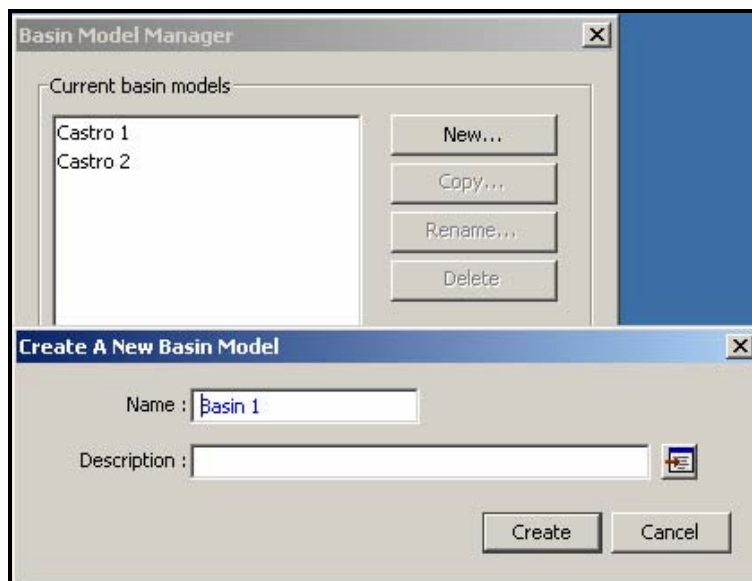 Basin Model Manager
Current basin models
Castro 1
Castro 2
New...
Copy...
Rename...
Delete
Create A New Basin Model
Name : Basin 1
Description :
Create Cancel